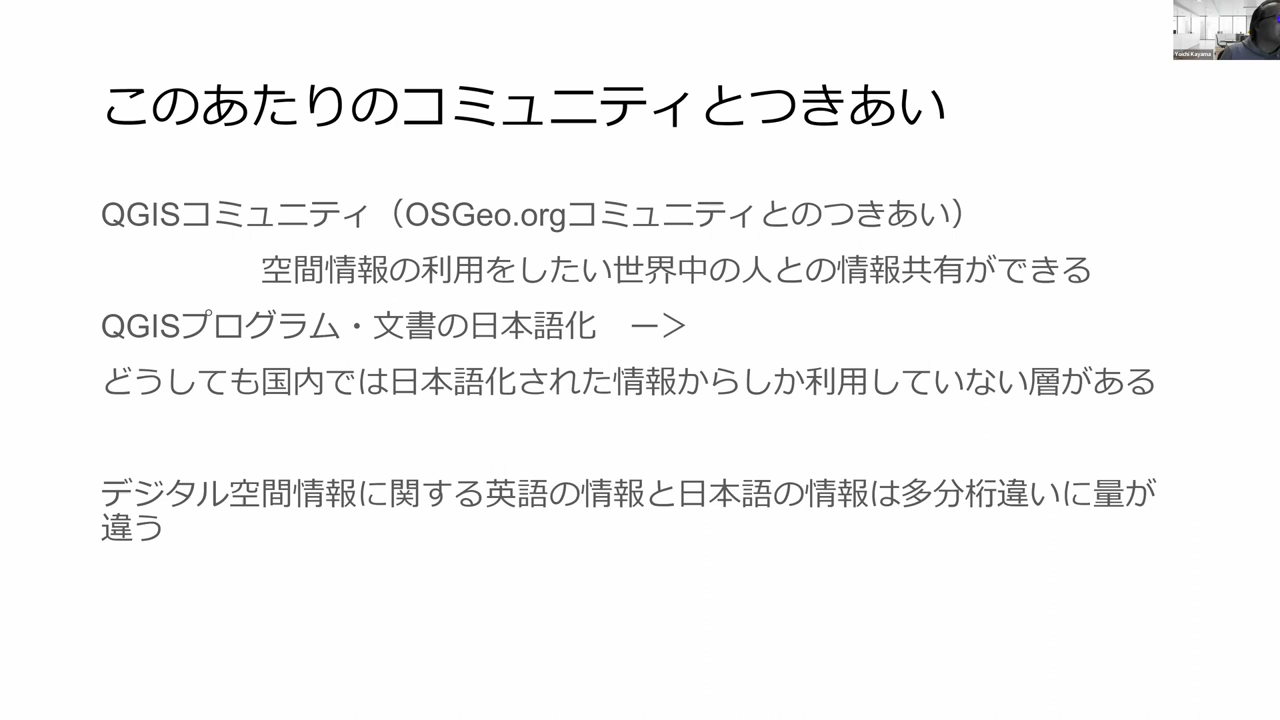 このあたりのコミュニティとつきあい
QGISコミュニティ（OSGeo.orgコミュニティとのつきあい）
空間情報の利用をしたい世界中の人との情報共有ができる
QGISプログラム・文書の日本語化　ー＞
どうしても国内では日本語化された情報からしか利用していない層がある
デジタル空間情報に関する英語の情報と日本語の情報は多分桁違いに量が
違う
Yoichi Kayama